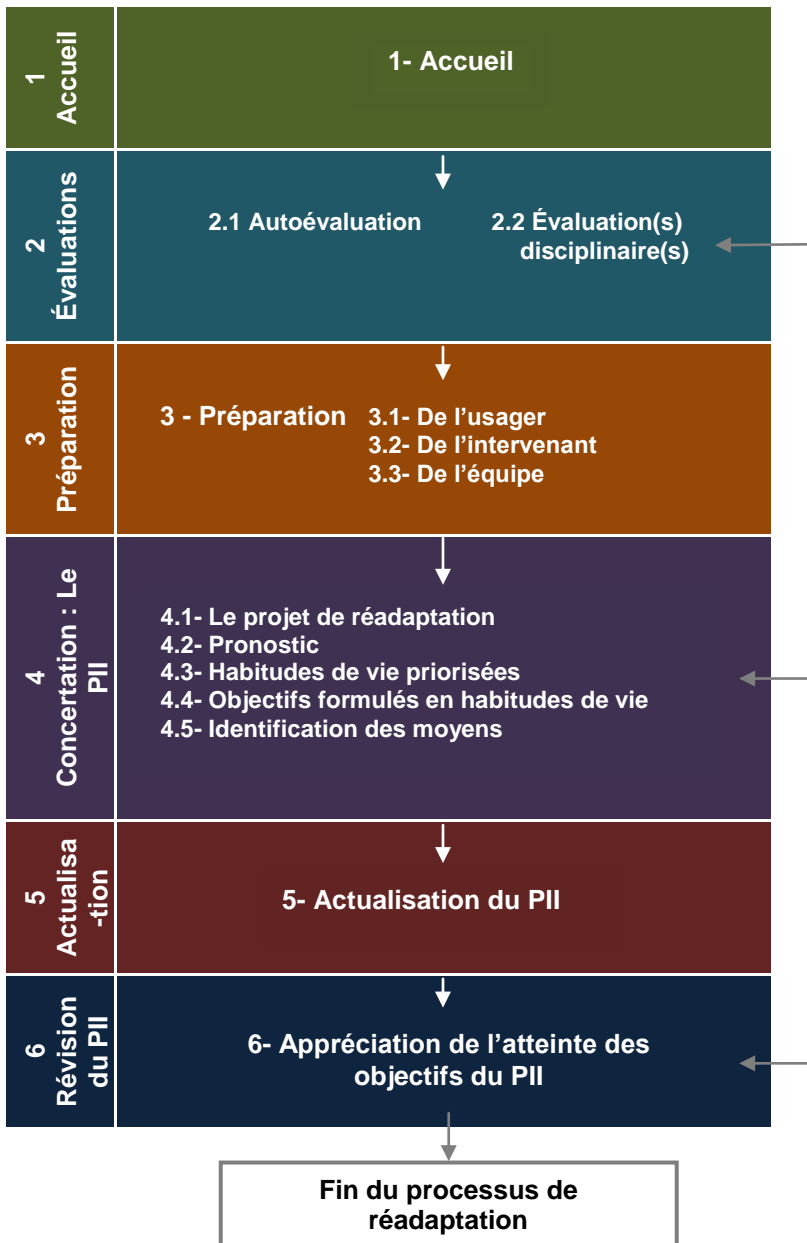 1
Accueil
1- Accueil
2
Évaluations
2.1 Autoévaluation
2.2 Évaluation(s)
disciplinaire(s)
3
Préparation
3 - Préparation
3.1- De l’usager
3.2- De l’intervenant
3.3- De l’équipe
4
Concertation : Le
PII
4.1- Le projet de réadaptation
4.2- Pronostic
4.3- Habitudes de vie priorisées
4.4- Objectifs formulés en habitudes de vie
4.5- Identification des moyens
5
Actualisa
-tion
5- Actualisation du PII
6
Révision
du PII
6- Appréciation de l’atteinte des
objectifs du PII
Fin du processus de
réadaptation